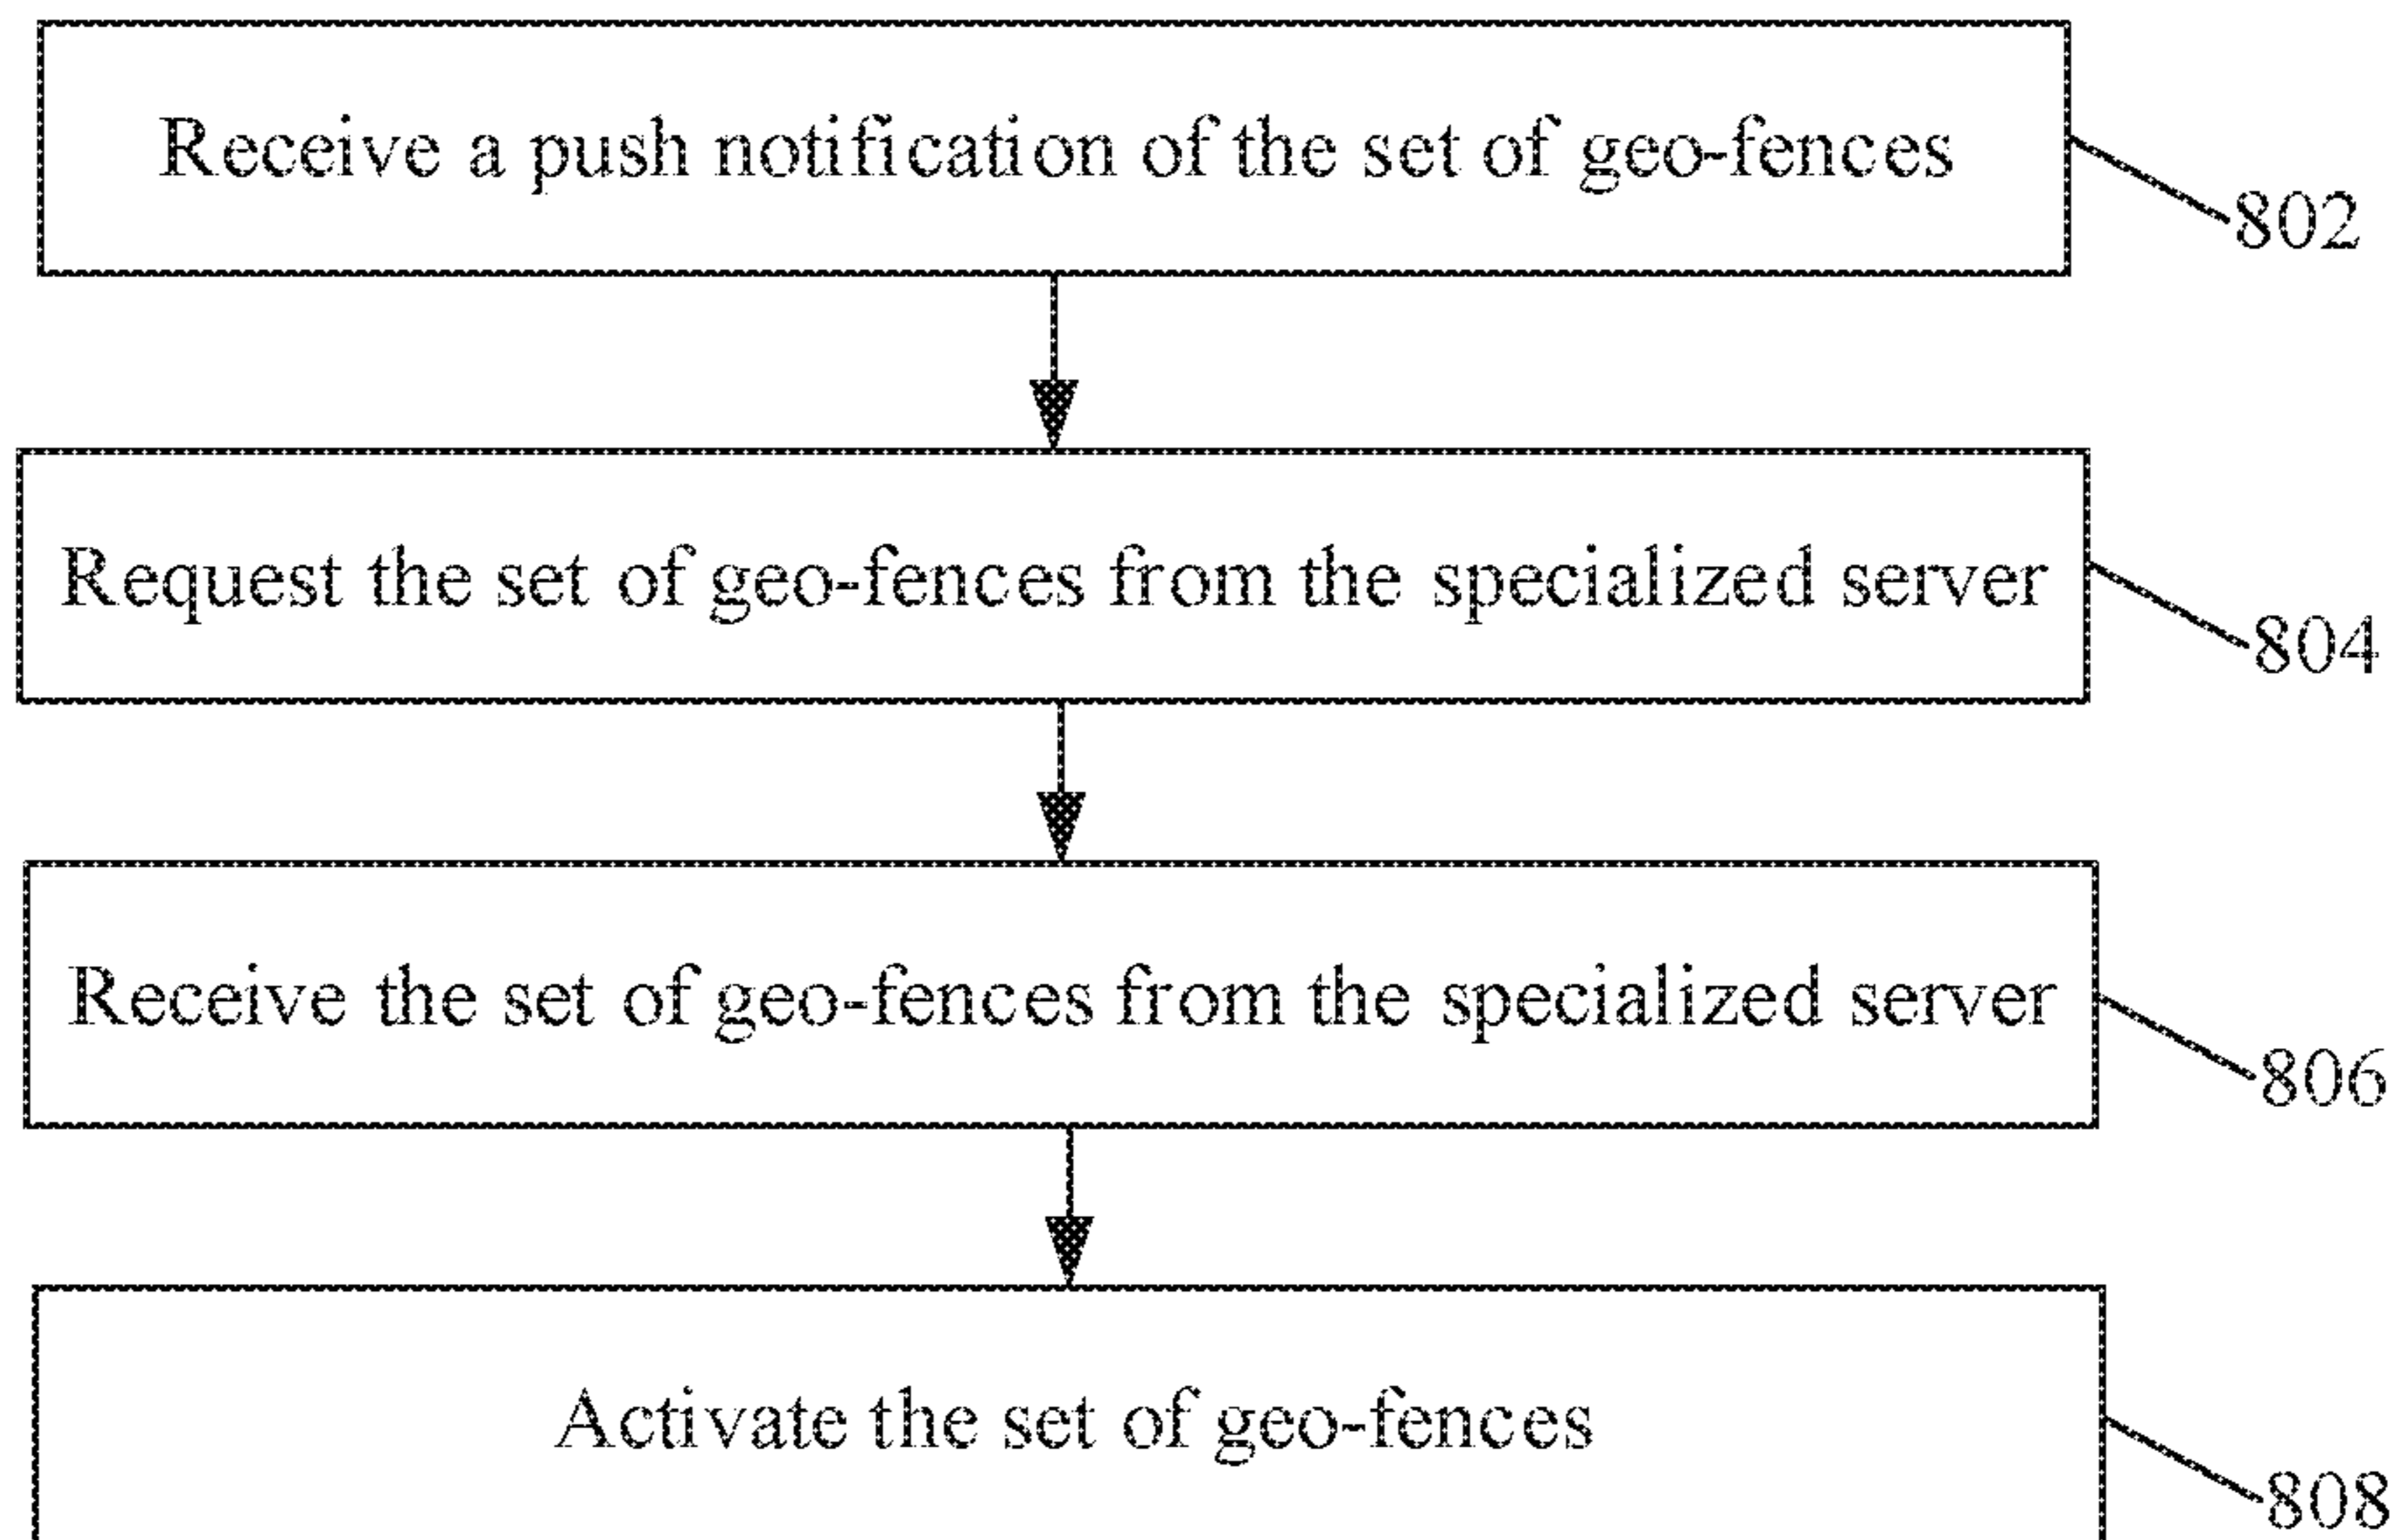 Receive a push notification of the set of geo-fences
802
Request the set of geo-fences from the specialized server
804
Receive the set of geo-fences from the specialized server
806
Activate the set of geo-fences
808